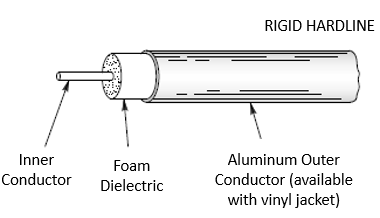 RIGID HARDLINE
Inner
Conductor
Foam
Dielectric
Aluminum Outer
Conductor (available
with vinyl jacket)